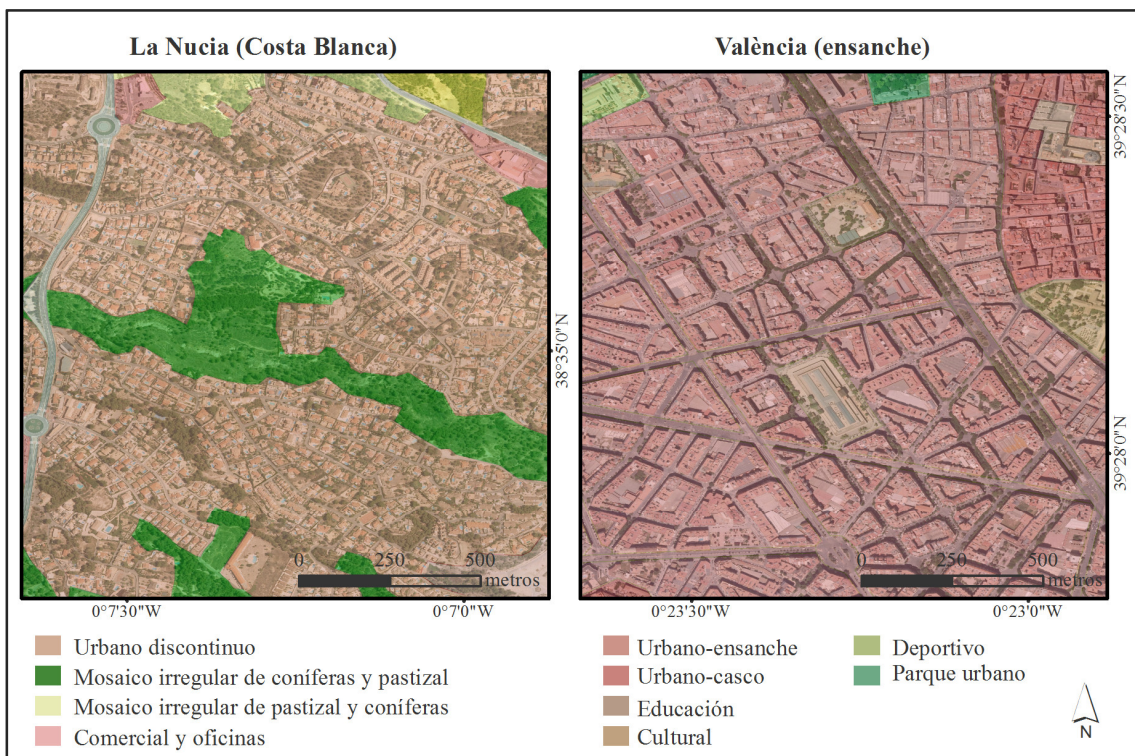 La Nucia (Costa Blanca)
València (ensanche)
39°28'30"N
38°35'0"N
39°28'0"N
0 250 500
metros
0 250 500
metros
0°7'30"W
0°7'0"W
0°23'30"W
0°23'0"W
Urbano discontinuo
Mosaico irregular de coníferas y pastizal
Mosaico irregular de pastizal y coníferas
Comercial y oficinas
Urbano-ensanche
Urbano-casco
Educación
Cultural
Deportivo
Parque urbano
N